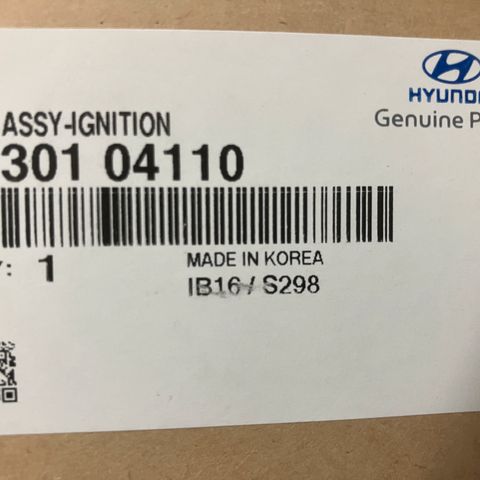 HYUNDAI
Genuine P
ASSY-IGNITION
301 04110
: 1
MADE IN KOREA
IB16 / S298